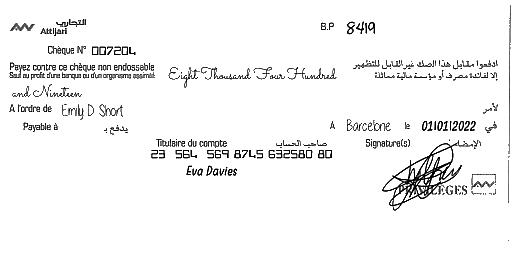 التجاري
Attijari
B.P 8419
Chèque N° 007204
Payez contre ce chèque non endossable
Sauf au profit d'une banque ou d'un organisme assimilé
Eight Thousand Four Hundred
ادفعوا مقابل هذا الصك غير القابل للتظهير
إلا لفائدة مصرف أو مؤسسة مالية مماثلة
and Nineteen
A l'ordre de Emily D Short
لأمر
Payable à
يدفع بـ
A Barcelone le 01/01/2022 في
Titulaire du compte صاحب الحساب
Signature(s) الإمضاء
23 564 569 8745 632580 80
Eva Davies
PRIVILEGES